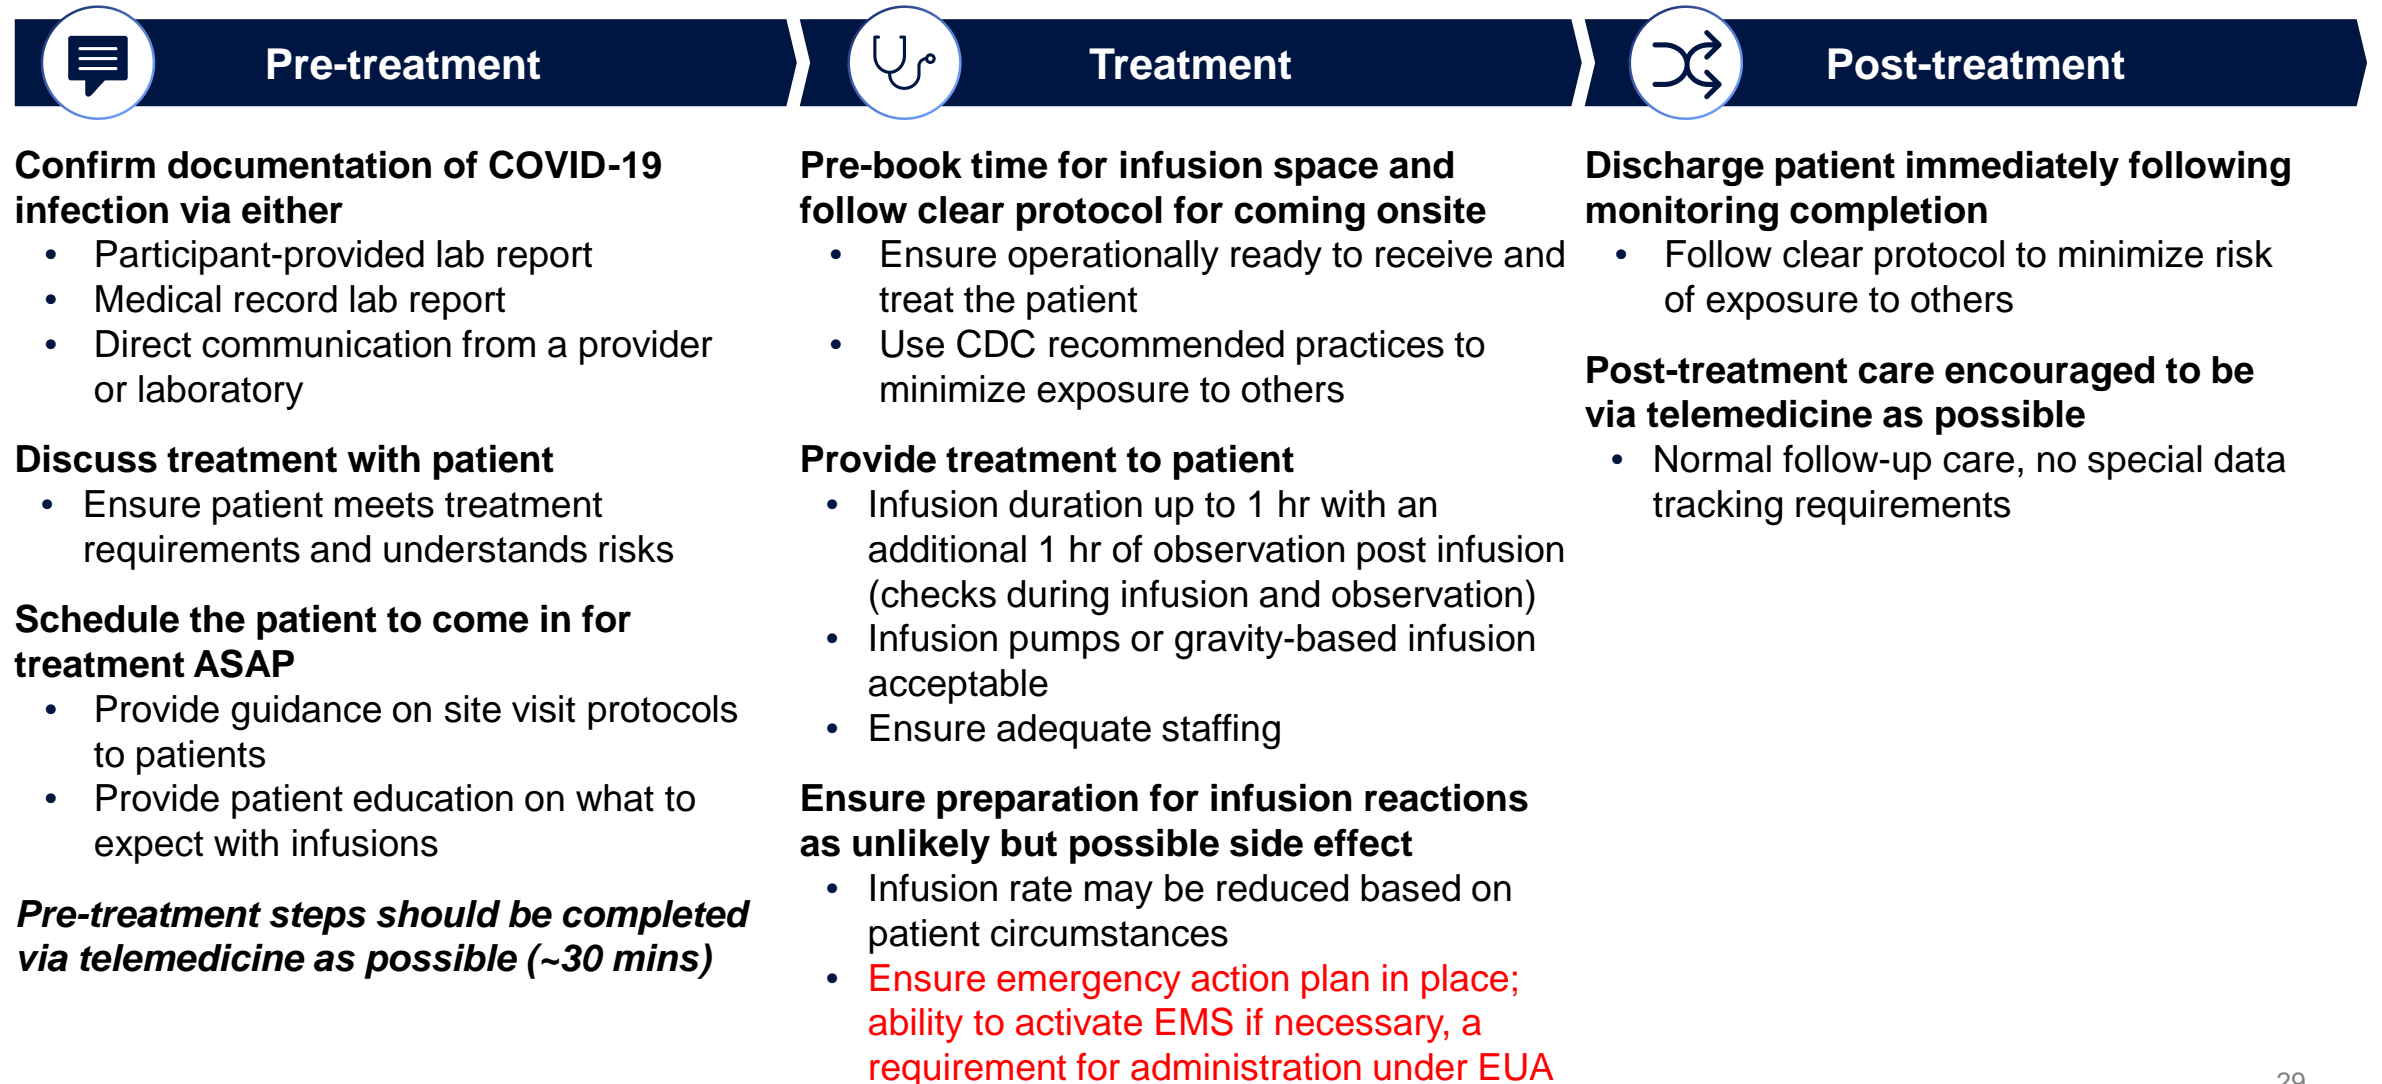 Pre-treatment
Treatment
Post-treatment
Confirm documentation of COVID-19
infection via either
• Participant-provided lab report
• Medical record lab report
• Direct communication from a provider
or laboratory
Discuss treatment with patient
• Ensure patient meets treatment
requirements and understands risks
Schedule the patient to come in for
treatment ASAP
• Provide guidance on site visit protocols
to patients
• Provide patient education on what to
expect with infusions
Pre-treatment steps should be completed
via telemedicine as possible (~30 mins)
Pre-book time for infusion space and
follow clear protocol for coming onsite
• Ensure operationally ready to receive and
treat the patient
• Use CDC recommended practices to
minimize exposure to others
Provide treatment to patient
• Infusion duration up to 1 hr with an
additional 1 hr of observation post infusion
(checks during infusion and observation)
• Infusion pumps or gravity-based infusion
acceptable
• Ensure adequate staffing
Ensure preparation for infusion reactions
as unlikely but possible side effect
• Infusion rate may be reduced based on
patient circumstances
• Ensure emergency action plan in place;
ability to activate EMS if necessary, a
requirement for administration under EUA
Discharge patient immediately following
monitoring completion
• Follow clear protocol to minimize risk
of exposure to others
Post-treatment care encouraged to be
via telemedicine as possible
• Normal follow-up care, no special data
tracking requirements
29